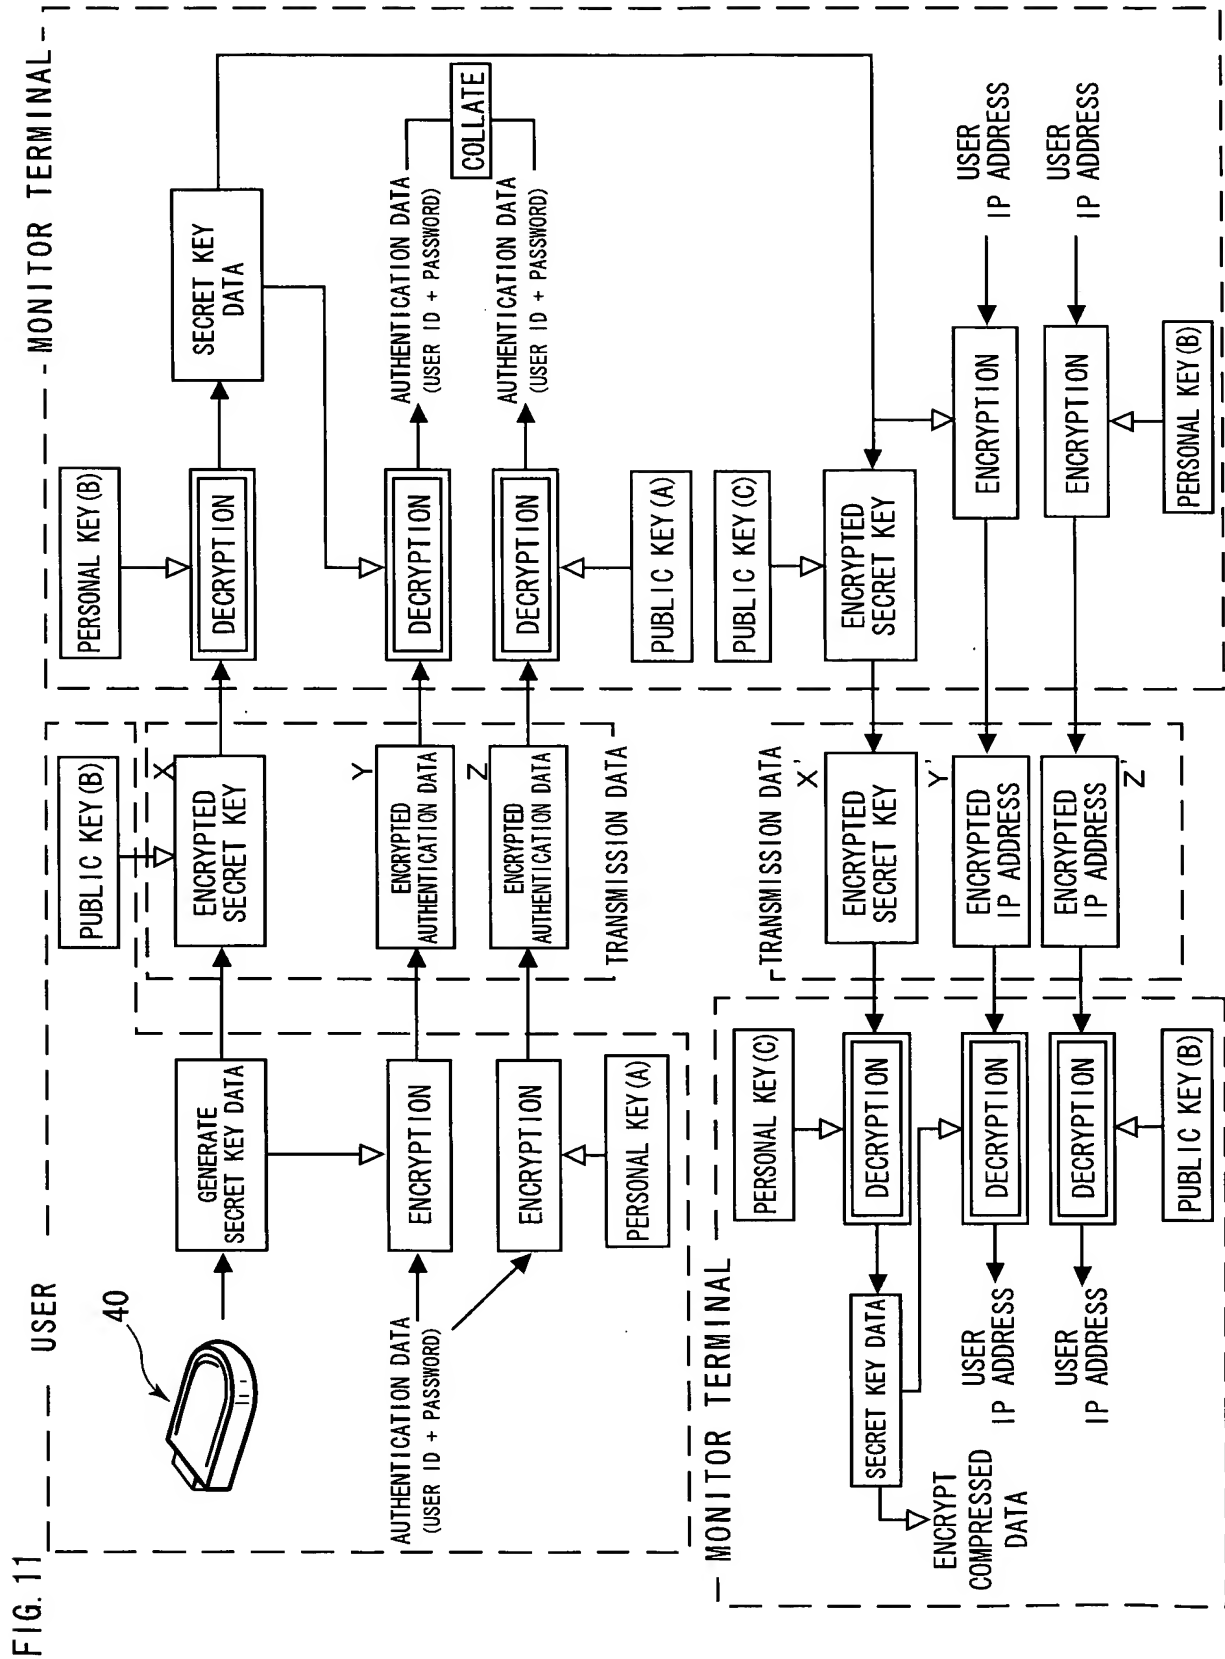 FIG. 11
USER
40
GENERATE
SECRET KEY DATA
AUTHENTICATION DATA
(USER ID + PASSWORD)
ENCRYPTION
ENCRYPTION
PERSONAL KEY(A)
PUBLIC KEY(B)
X
ENCRYPTED
SECRET KEY
Y
ENCRYPTED
AUTHENTICATION DATA
Z
ENCRYPTED
AUTHENTICATION DATA
TRANSMISSION DATA
MONITOR TERMINAL
PERSONAL KEY(B)
DECRYPTION
SECRET KEY
DATA
DECRYPTION
AUTHENTICATION DATA
(USER ID + PASSWORD)
COLLATE
DECRYPTION
AUTHENTICATION DATA
(USER ID + PASSWORD)
PUBLIC KEY(A)
PUBLIC KEY(C)
ENCRYPTED
SECRET KEY
ENCRYPTION
USER
IP ADDRESS
ENCRYPTION
USER
IP ADDRESS
PERSONAL KEY(B)
TRANSMISSION DATA
X'
ENCRYPTED
SECRET KEY
Y'
ENCRYPTED
IP ADDRESS
Z'
ENCRYPTED
IP ADDRESS
MONITOR TERMINAL
PERSONAL KEY(C)
DECRYPTION
SECRET KEY DATA
ENCRYPT
COMPRESSED
DATA
DECRYPTION
USER
IP ADDRESS
DECRYPTION
USER
IP ADDRESS
PUBLIC KEY(B)